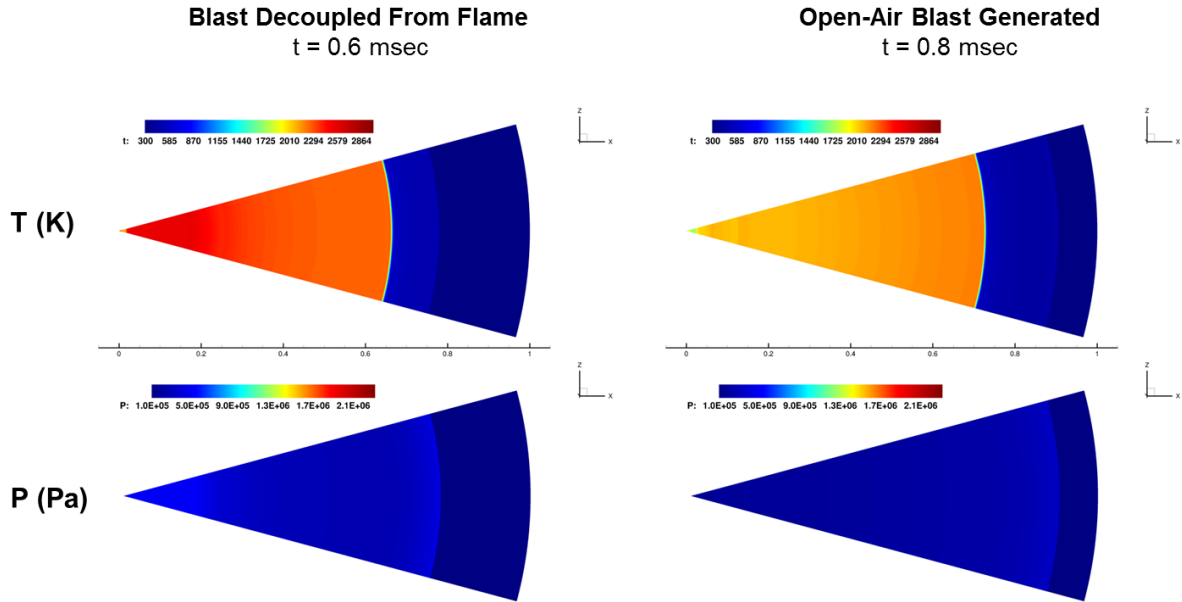 Blast Decoupled From Flame
t = 0.6 msec
Open-Air Blast Generated
t = 0.8 msec
T (K)
t: 300 585 870 1155 1440 1725 2010 2294 2579 2864
z
x
0 0.2 0.4 0.6 0.8 1
t: 300 585 870 1155 1440 1725 2010 2294 2579 2864
z
x
0 0.2 0.4 0.6 0.8 1
P (Pa)
P: 1.0E+05 5.0E+05 9.0E+05 1.3E+06 1.7E+06 2.1E+06
z
x
P: 1.0E+05 5.0E+05 9.0E+05 1.3E+06 1.7E+06 2.1E+06
z
x